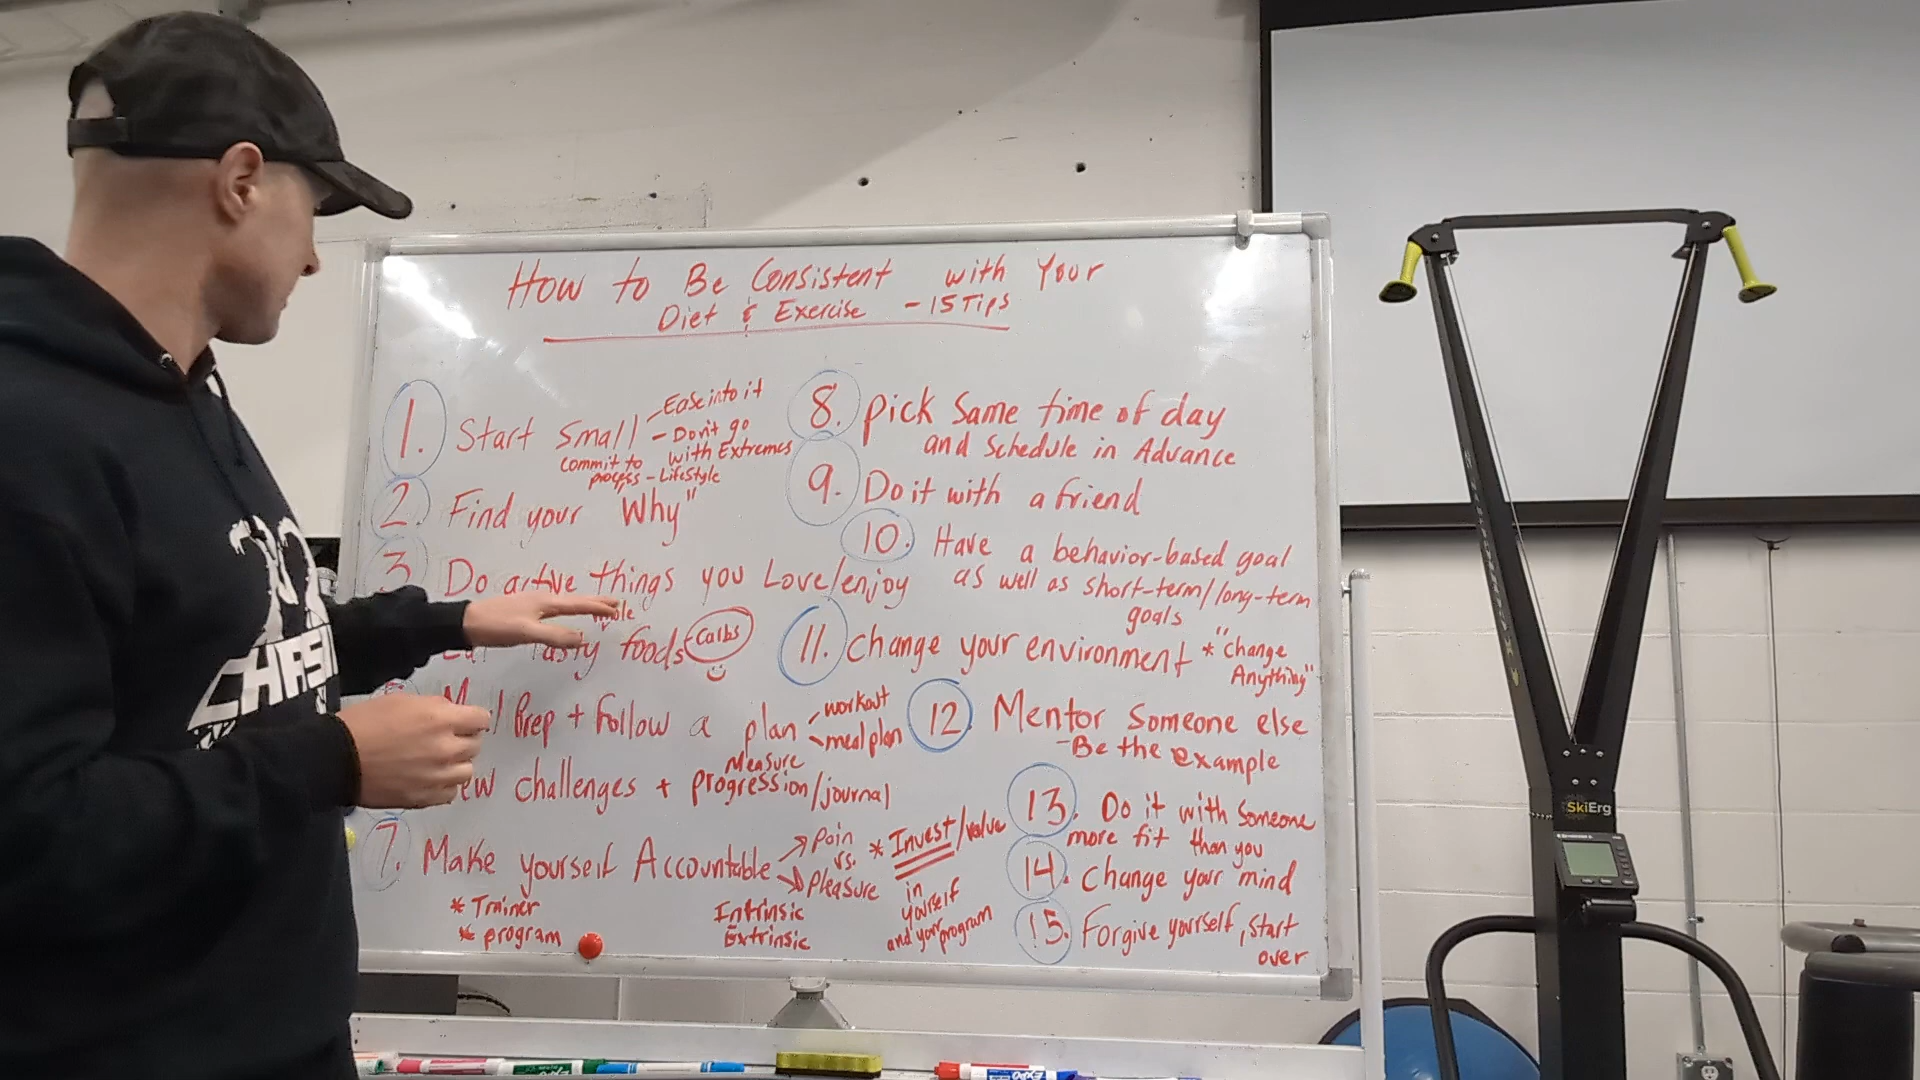 How to Be Consistent with Your
Diet & Exercise - 15 Tips
1. Start Small - Ease into it
- Don't go
with Extremes
commit to
process - Lifestyle
2. Find your "Why"
3. Do active things you Love/enjoy
whole
Eat Tasty foods Carbs
Prep + follow a plan - workout
- meal plan
Measure
challenges + progression/journal
7. Make yourself Accountable
Pain
vs.
Pleasure
* Invest/value
in
yourself
and your program
* Trainer
* program
Intrinsic
Extrinsic
8. pick Same time of day
and Schedule in Advance
9. Do it with a friend
10. Have a behavior-based goal
as well as short-term/long-term
goals
11. Change your environment * "Change
Anything"
12. Mentor Someone else
- Be the Example
13. Do it with Someone
more fit than you
14. Change your mind
15. Forgive yourself, start
over
SkiErg
EXPO